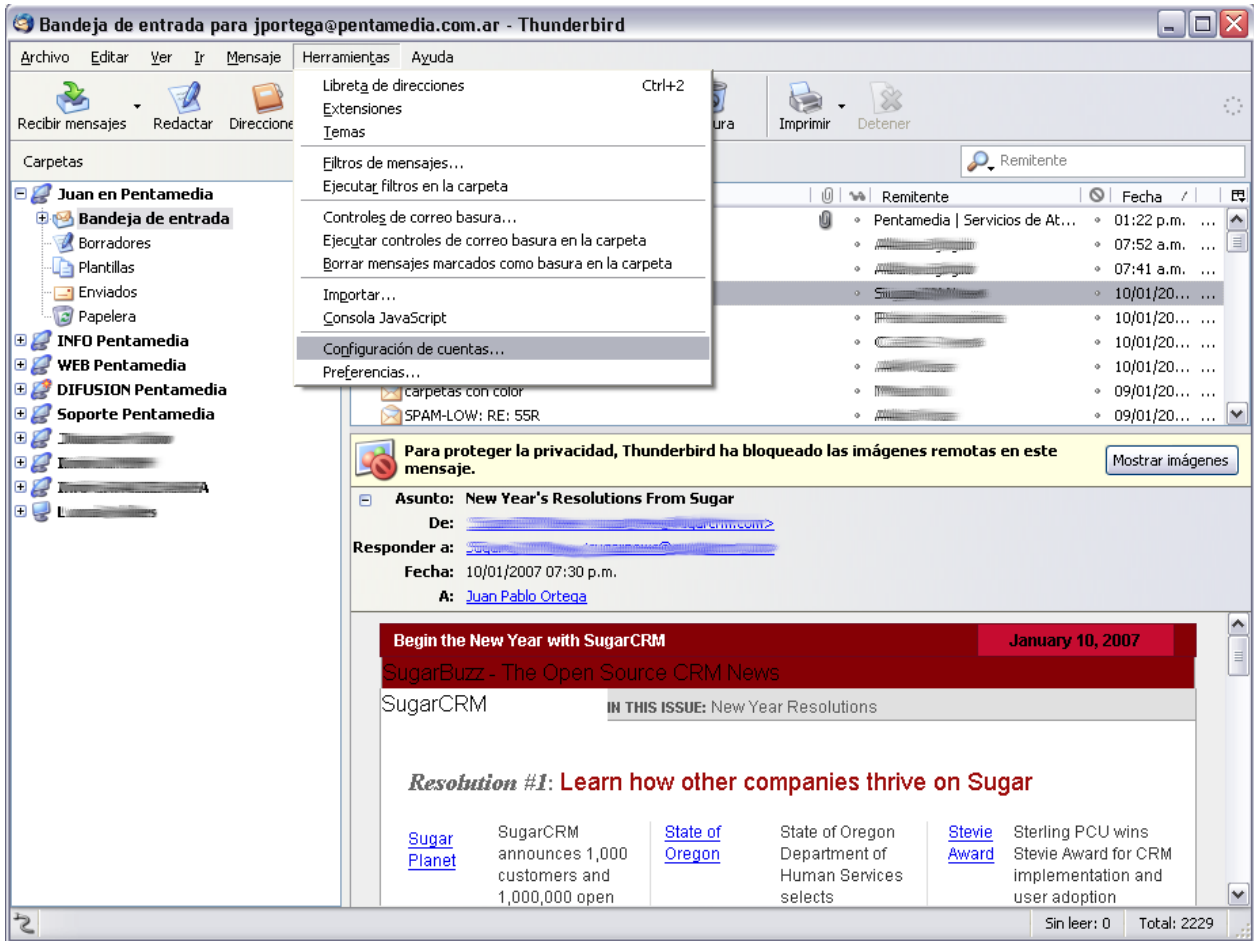 Bandeja de entrada para jportega@pentamedia.com.ar - Thunderbird
Archivo Editar Ver Ir Mensaje Herramientas Ayuda
Recibir mensajes Redactar Direccione ura Imprimir Detener
Libreta de direcciones Ctrl+2
Extensiones
Temas
Filtros de mensajes...
Ejecutar filtros en la carpeta
Controles de correo basura...
Ejecutar controles de correo basura en la carpeta
Borrar mensajes marcados como basura en la carpeta
Importar...
Consola JavaScript
Configuración de cuentas...
Preferencias...
Carpetas
Remitente
Juan en Pentamedia
Bandeja de entrada
Borradores
Plantillas
Enviados
Papelera
INFO Pentamedia
WEB Pentamedia
DIFUSION Pentamedia
Soporte Pentamedia
Remitente Fecha
Pentamedia | Servicios de At... 01:22 p.m. ...
07:52 a.m. ...
07:41 a.m. ...
10/01/20... ...
10/01/20... ...
10/01/20... ...
10/01/20... ...
carpetas con color 09/01/20... ...
SPAM-LOW: RE: 55R 09/01/20... ...
Para proteger la privacidad, Thunderbird ha bloqueado las imágenes remotas en este
mensaje.
Mostrar imágenes
Asunto: New Year's Resolutions From Sugar
De:
Responder a:
Fecha: 10/01/2007 07:30 p.m.
A: Juan Pablo Ortega
Begin the New Year with SugarCRM January 10, 2007
SugarBuzz - The Open Source CRM News
SugarCRM IN THIS ISSUE: New Year Resolutions
Resolution #1: Learn how other companies thrive on Sugar
Sugar
Planet
SugarCRM
announces 1,000
customers and
1,000,000 open
State of
Oregon
State of Oregon
Department of
Human Services
selects
Stevie
Award
Sterling PCU wins
Stevie Award for CRM
implementation and
user adoption
Sin leer: 0 Total: 2229